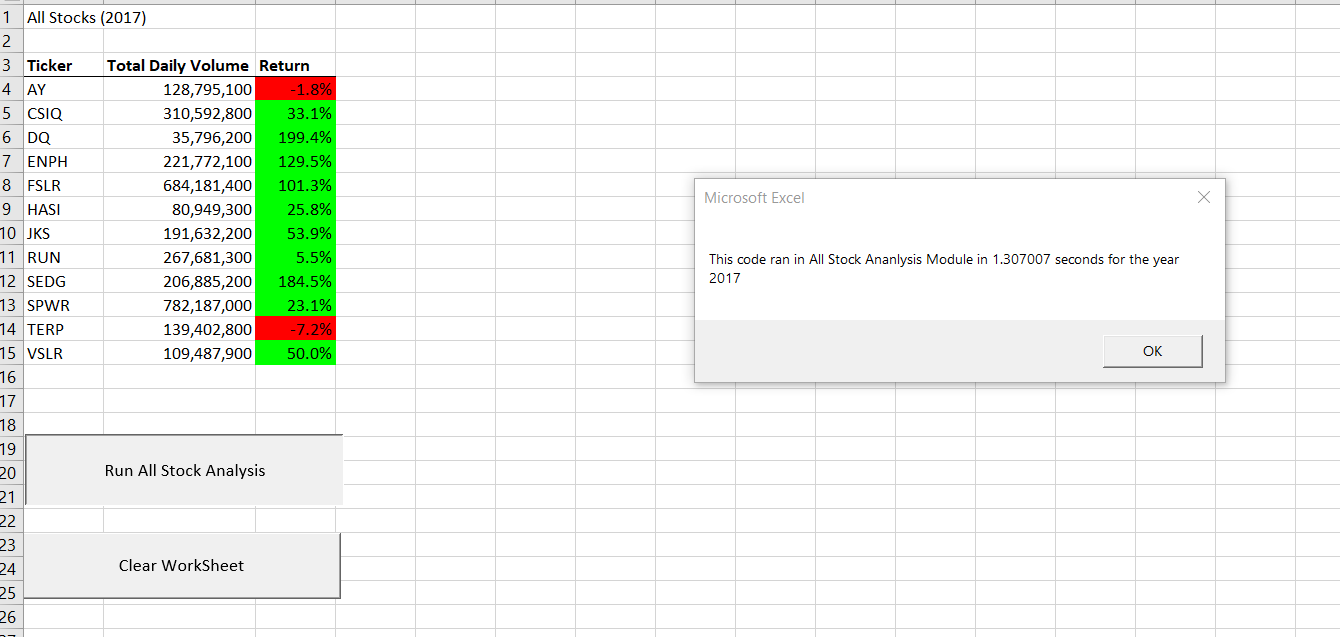 1 All Stocks (2017)
2
3 Ticker Total Daily Volume Return
4 AY 128,795,100 -1.8%
5 CSIQ 310,592,800 33.1%
6 DQ 35,796,200 199.4%
7 ENPH 221,772,100 129.5%
8 FSLR 684,181,400 101.3%
9 HASI 80,949,300 25.8%
10 JKS 191,632,200 53.9%
11 RUN 267,681,300 5.5%
12 SEDG 206,885,200 184.5%
13 SPWR 782,187,000 23.1%
14 TERP 139,402,800 -7.2%
15 VSLR 109,487,900 50.0%
16
17
18
19
20 Run All Stock Analysis
21
22
23
24 Clear WorkSheet
25
26
Microsoft Excel
This code ran in All Stock Ananlysis Module in 1.307007 seconds for the year
2017
OK